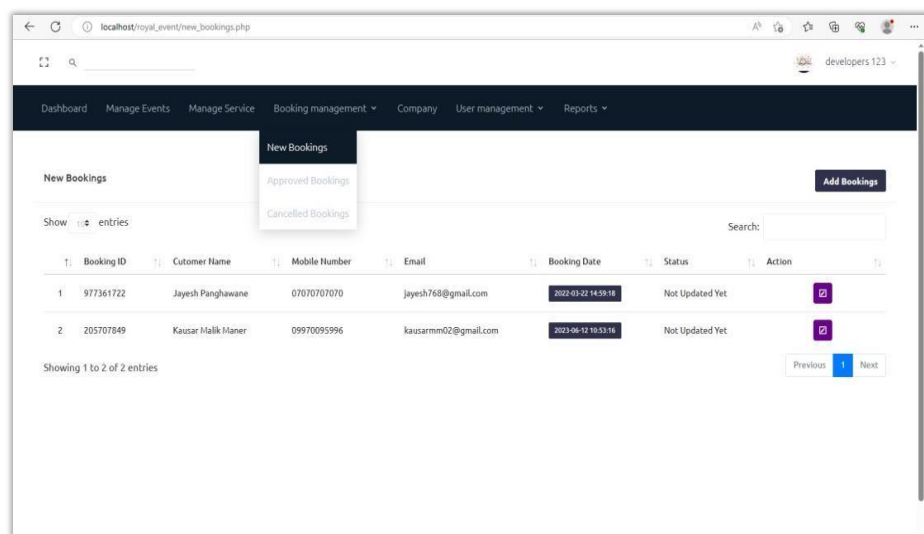 localhost/royal_event/new_bookings.php
developers 123
Dashboard Manage Events Manage Service Booking management Company User management Reports
New Bookings
Approved Bookings
Cancelled Bookings
New Bookings Add Bookings
Show 10 entries Search:
Booking ID Cutomer Name Mobile Number Email Booking Date Status Action
1 977361722 Jayesh Panghawane 07070707070 jayesh768@gmail.com 2022-03-22 14:59:18 Not Updated Yet
2 205707849 Kausar Malik Maner 09970095996 kausarmm02@gmail.com 2023-06-12 10:53:16 Not Updated Yet
Showing 1 to 2 of 2 entries Previous 1 Next